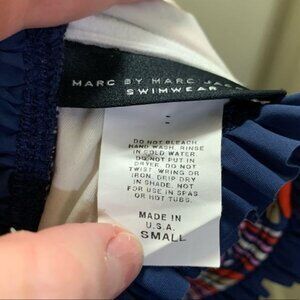 MARC BY MARC JAC
SWIMWEAR
DO NOT BLEACH.
HAND WASH. RINSE
IN COLD WATER.
DO NOT PUT IN
DRYER. DO NOT
TWIST. WRING OR
IRON. DRIP DRY
IN SHADE. NOT
FOR USE IN SPAS
OR HOT TUBS.
MADE IN
U.S.A.
SMALL